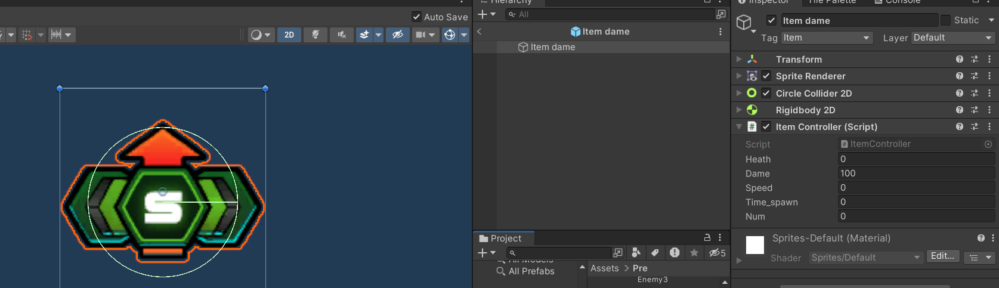 Hierarchy
Inspector
Tile Palette
Console
Auto Save
2D
All
Item dame
Item dame
Item dame
Static
Tag
Item
Layer
Default
Transform
Sprite Renderer
Circle Collider 2D
Rigidbody 2D
Item Controller (Script)
Script
ItemController
Heath
0
Dame
100
Speed
0
Time_spawn
0
Num
0
S
Project
5
All Models
All Prefabs
Assets > Pre
Enemy3
Sprites-Default (Material)
Shader
Sprites/Default
Edit...